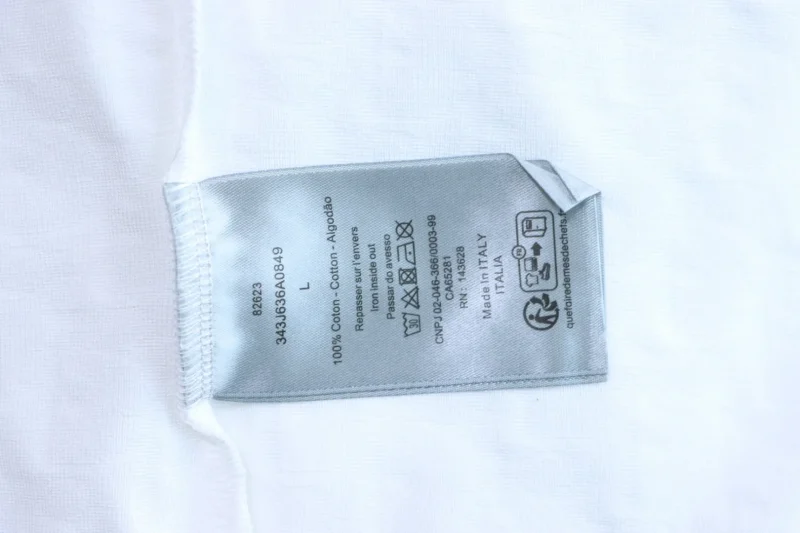 82623
343J636A0849
L
100% Coton - Cotton - Algodão
Repasser sur l'envers
Iron inside out
Passar do avesso
30
CNPJ 02-046-366/0003-99
CA65281
RN : 143628
Made In ITALY
ITALIA
FR
quefairedemesdechets.f